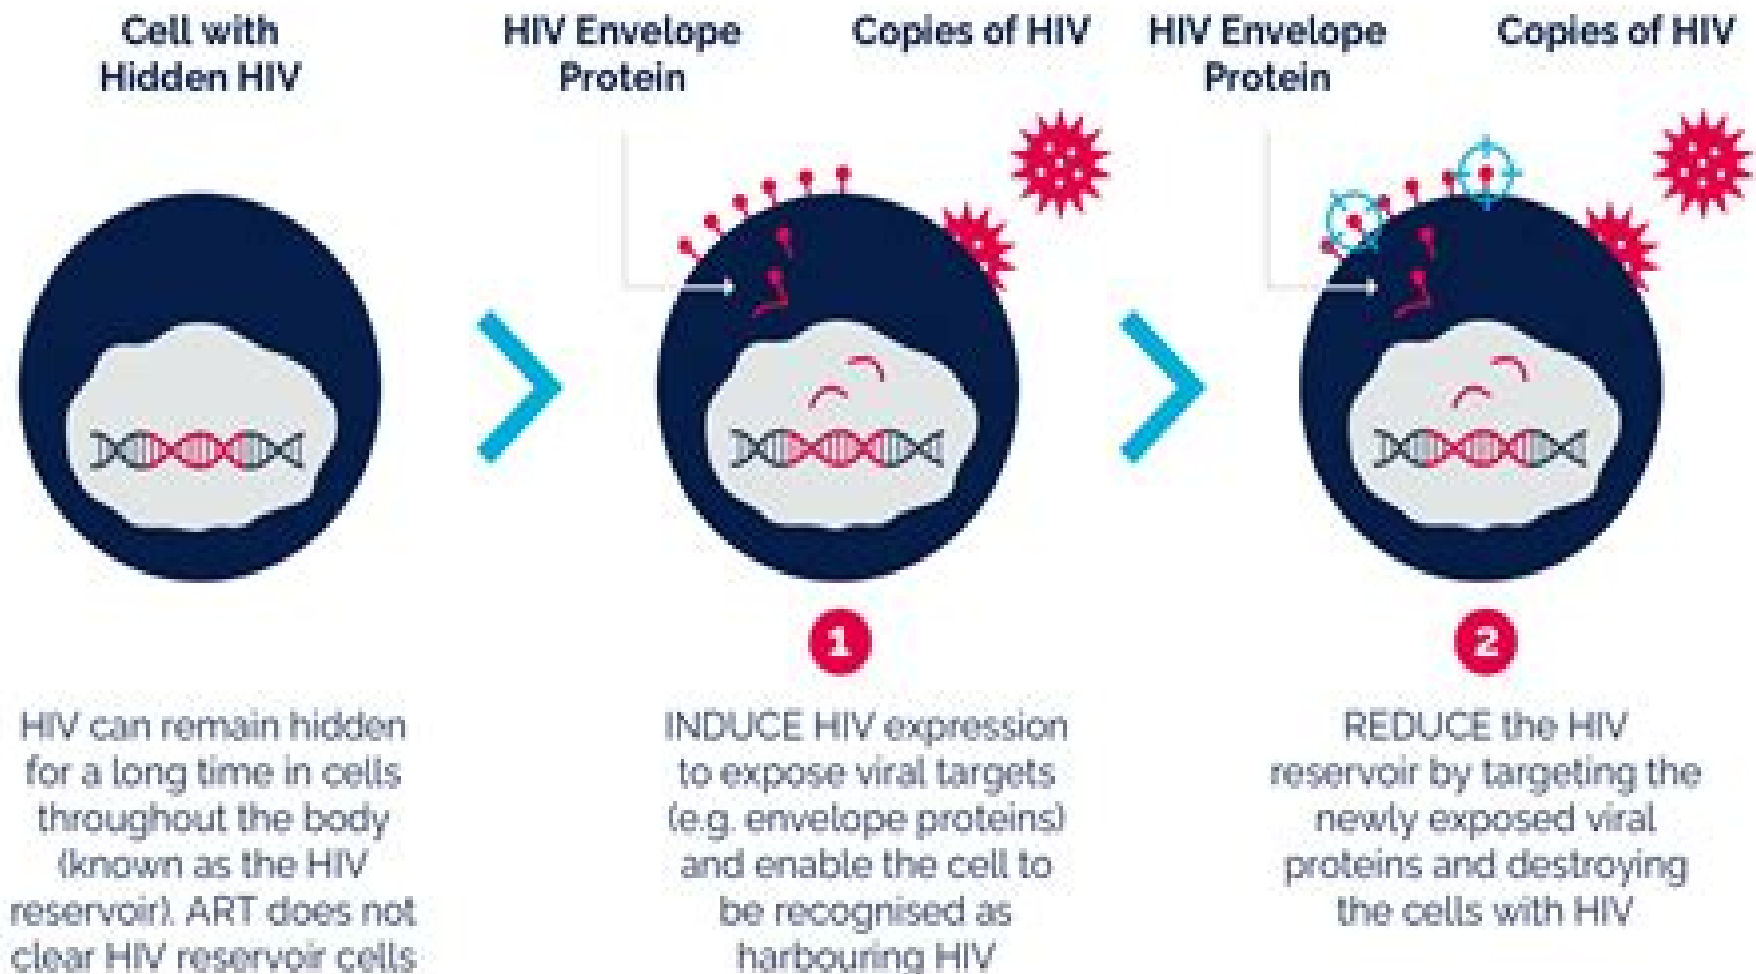 Cell with
Hidden HIV
HIV Envelope
Protein
Copies of HIV
HIV Envelope
Protein
Copies of HIV
1
2
HIV can remain hidden
for a long time in cells
throughout the body
(known as the HIV
reservoir). ART does not
clear HIV reservoir cells
INDUCE HIV expression
to expose viral targets
(e.g. envelope proteins)
and enable the cell to
be recognised as
harbouring HIV
REDUCE the HIV
reservoir by targeting the
newly exposed viral
proteins and destroying
the cells with HIV